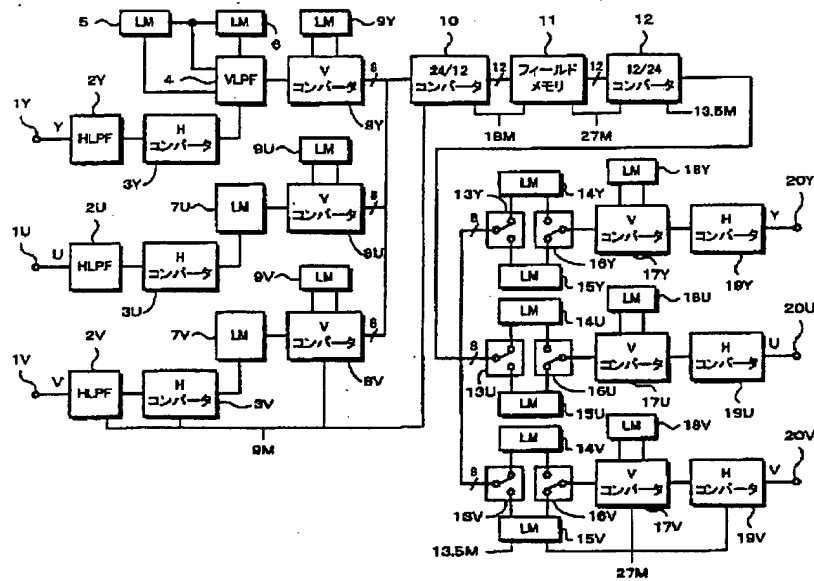 5 LM LM 6 9Y LM
10 11 12
4 VLPF V コンバータ 8 8Y
24/12 コンバータ 12 フィールド メモリ 12 12/24 コンバータ
18M 27M 13.5M
1Y Y 2Y HLPF H コンバータ 3Y
9U LM
7U LM V コンバータ 8 8U
1U U 2U HLPF H コンバータ 3U
9V LM
7V LM V コンバータ 8 8V
1V V 2V HLPF H コンバータ 3V
9M
13Y LM 14Y LM 18Y 20Y
8 V コンバータ 17Y H コンバータ 19Y Y
LM 16Y 15Y
LM 14U LM 18U 20U
8 13U 16U V コンバータ 17U H コンバータ 19U U
LM 15U
LM 14V LM 18V 20V
8 13V 16V V コンバータ 17V H コンバータ 19V V
LM 15V
13.5M 27M